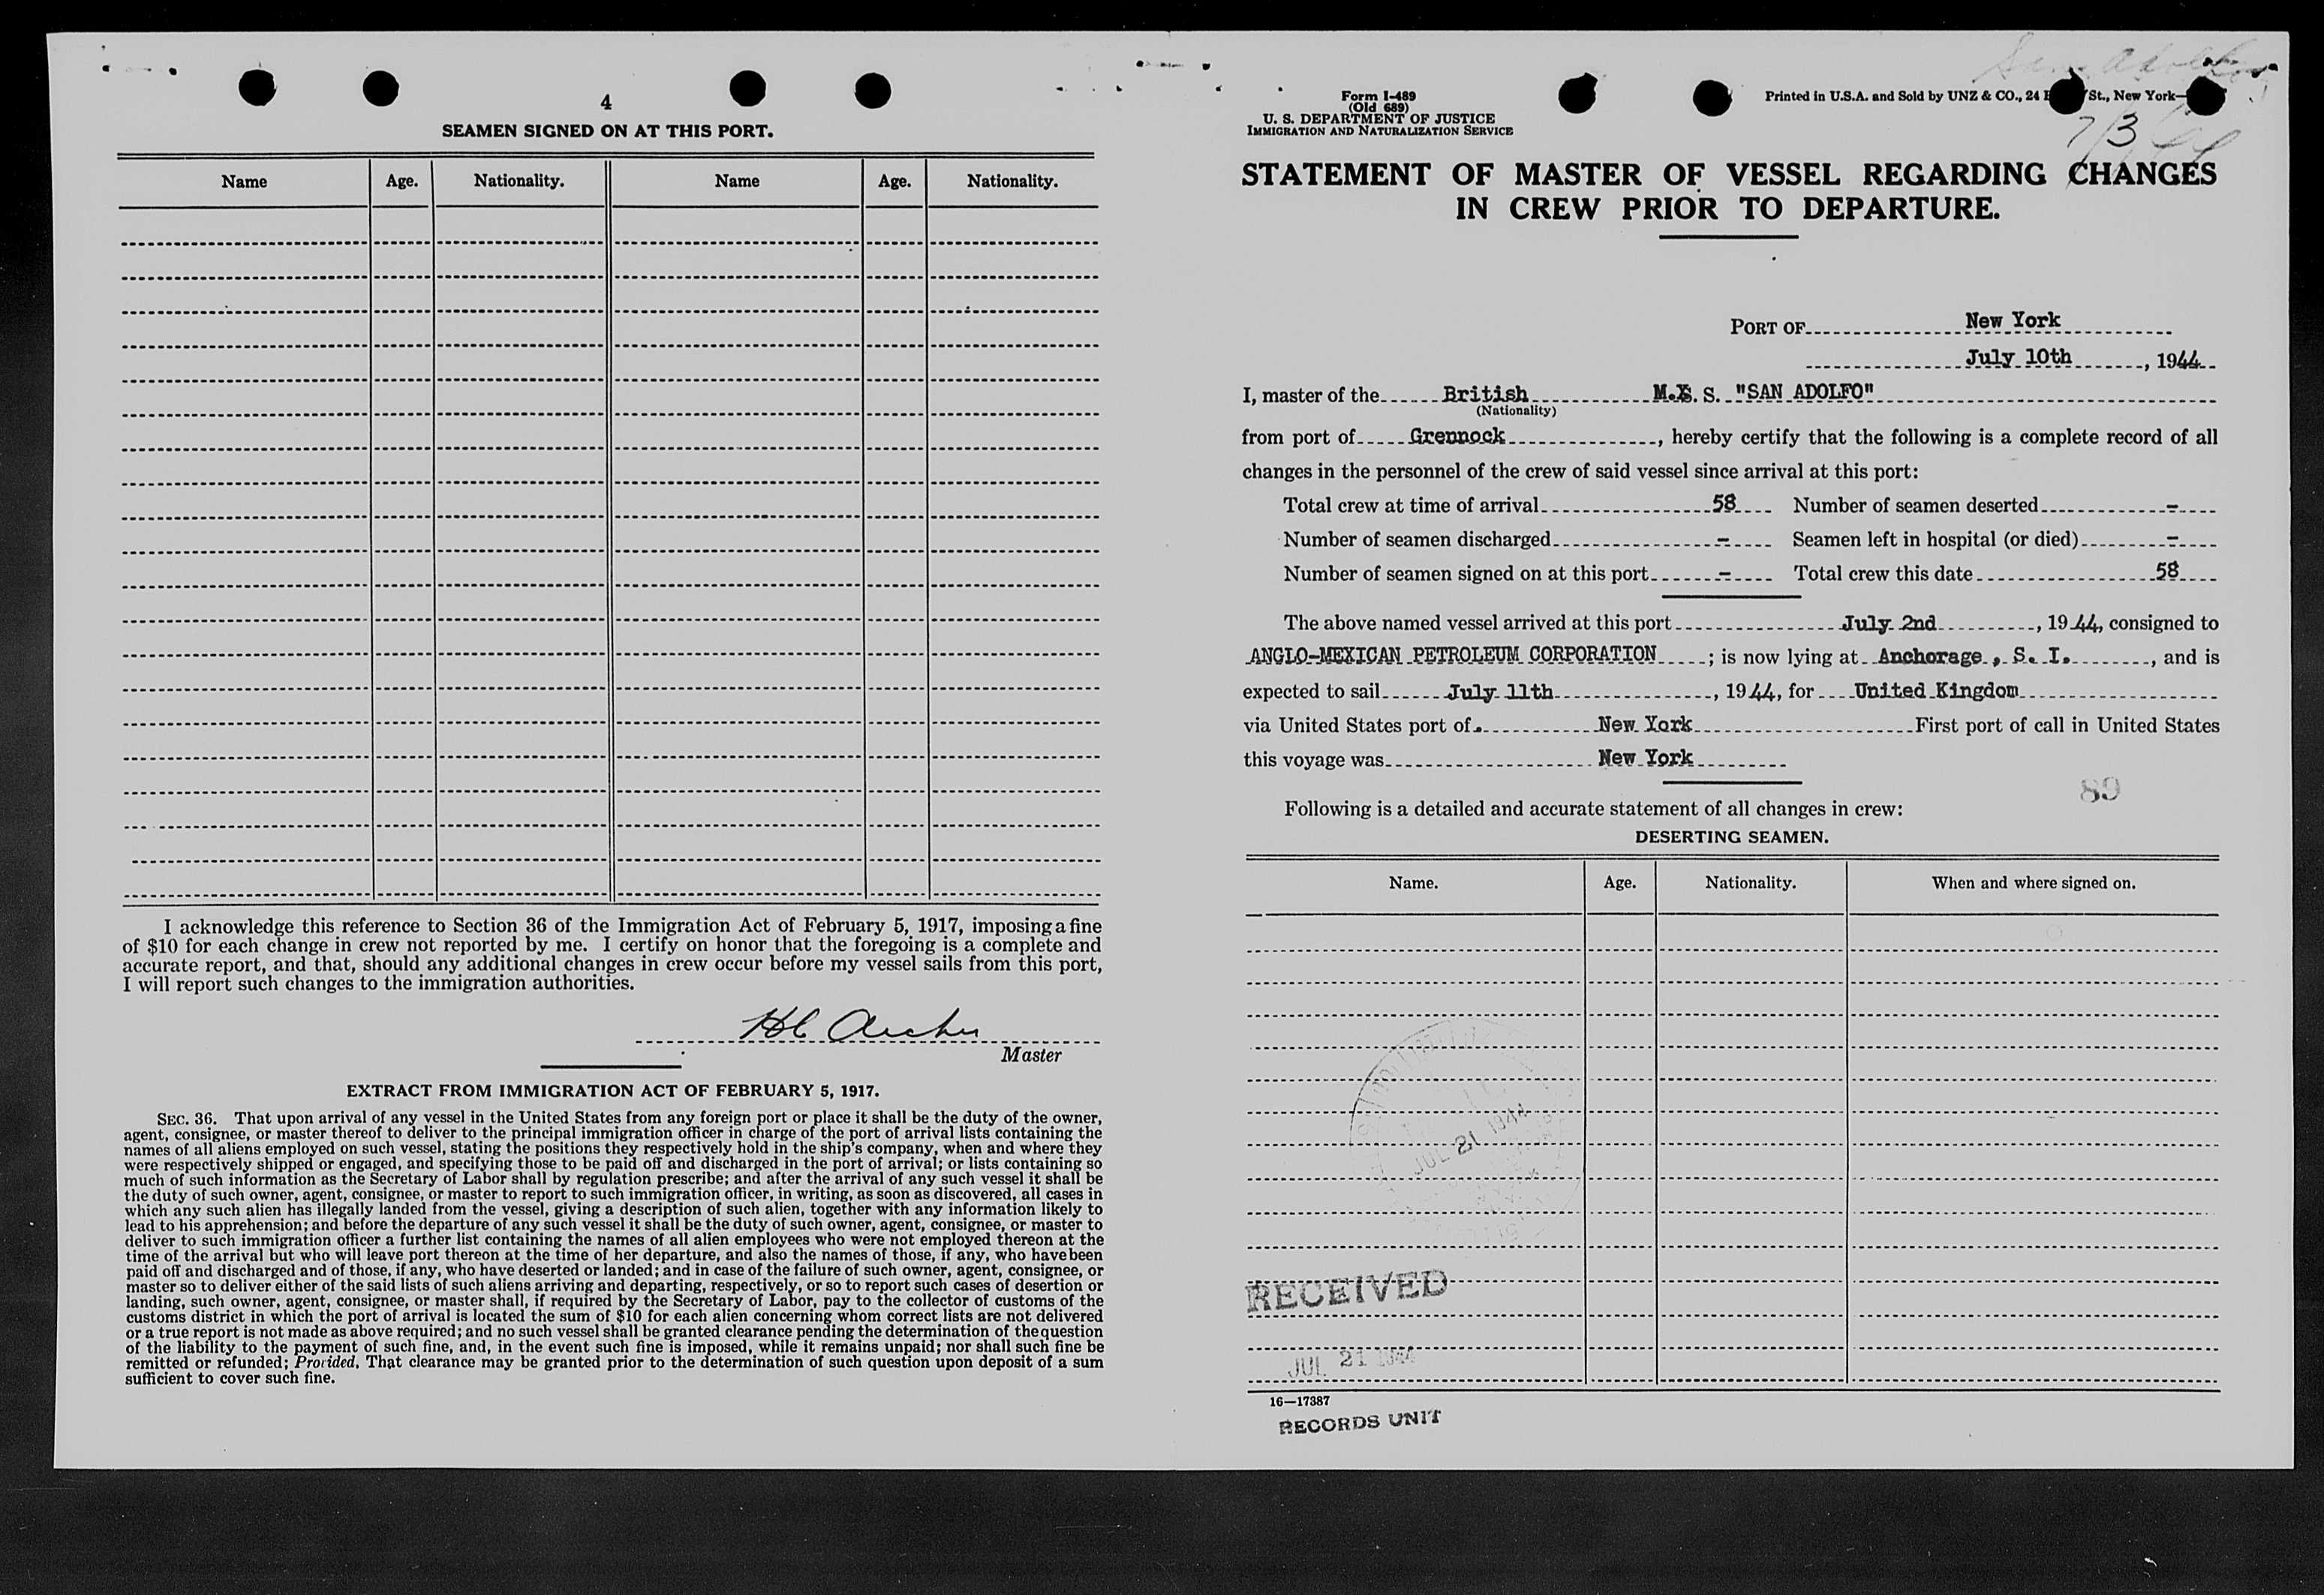 4
SEAMEN SIGNED ON AT THIS PORT.
Name Age. Nationality. Name Age. Nationality.
I acknowledge this reference to Section 36 of the Immigration Act of February 5, 1917, imposing a fine
of $10 for each change in crew not reported by me. I certify on honor that the foregoing is a complete and
accurate report, and that, should any additional changes in crew occur before my vessel sails from this port,
I will report such changes to the immigration authorities.
HC Archer
Master
EXTRACT FROM IMMIGRATION ACT OF FEBRUARY 5, 1917.
SEC. 36. That upon arrival of any vessel in the United States from any foreign port or place it shall be the duty of the owner,
agent, consignee, or master thereof to deliver to the principal immigration officer in charge of the port of arrival lists containing the
names of all aliens employed on such vessel, stating the positions they respectively hold in the ship's company, when and where they
were respectively shipped or engaged, and specifying those to be paid off and discharged in the port of arrival; or lists containing so
much of such information as the Secretary of Labor shall by regulation prescribe; and after the arrival of any such vessel it shall be
the duty of such owner, agent, consignee, or master to report to such immigration officer, in writing, as soon as discovered, all cases in
which any such alien has illegally landed from the vessel, giving a description of such alien, together with any information likely to
lead to his apprehension; and before the departure of any such vessel it shall be the duty of such owner, agent, consignee, or master to
deliver to such immigration officer a further list containing the names of all alien employees who were not employed thereon at the
time of the arrival but who will leave port thereon at the time of her departure, and also the names of those, if any, who have been
paid off and discharged and of those, if any, who have deserted or landed; and in case of the failure of such owner, agent, consignee, or
master so to deliver either of the said lists of such aliens arriving and departing, respectively, or so to report such cases of desertion or
landing, such owner, agent, consignee, or master shall, if required by the Secretary of Labor, pay to the collector of customs of the
customs district in which the port of arrival is located the sum of $10 for each alien concerning whom correct lists are not delivered
or a true report is not made as above required; and no such vessel shall be granted clearance pending the determination of the question
of the liability to the payment of such fine, and, in the event such fine is imposed, while it remains unpaid; nor shall such fine be
remitted or refunded; Provided, That clearance may be granted prior to the determination of such question upon deposit of a sum
sufficient to cover such fine.
San Adolfo
7/3/44
Form I-489
(Old 689)
U. S. DEPARTMENT OF JUSTICE
IMMIGRATION AND NATURALIZATION SERVICE
Printed in U.S.A. and Sold by UNZ & CO., 24 St., New York
STATEMENT OF MASTER OF VESSEL REGARDING CHANGES
IN CREW PRIOR TO DEPARTURE.
PORT OF New York
July 10th, 1944
I, master of the British M. S. "SAN ADOLFO"
(Nationality)
from port of Grennock, hereby certify that the following is a complete record of all
changes in the personnel of the crew of said vessel since arrival at this port:
Total crew at time of arrival 58 Number of seamen deserted -
Number of seamen discharged - Seamen left in hospital (or died) -
Number of seamen signed on at this port - Total crew this date 58
The above named vessel arrived at this port July 2nd, 1944, consigned to
ANGLO-MEXICAN PETROLEUM CORPORATION; is now lying at Anchorage, S. I., and is
expected to sail July 11th, 1944, for United Kingdom
via United States port of New York First port of call in United States
this voyage was New York
89
Following is a detailed and accurate statement of all changes in crew:
DESERTING SEAMEN.
Name. Age. Nationality. When and where signed on.
JUL 21 1944
RECEIVED
JUL 21 1944
16—17387
RECORDS UNIT